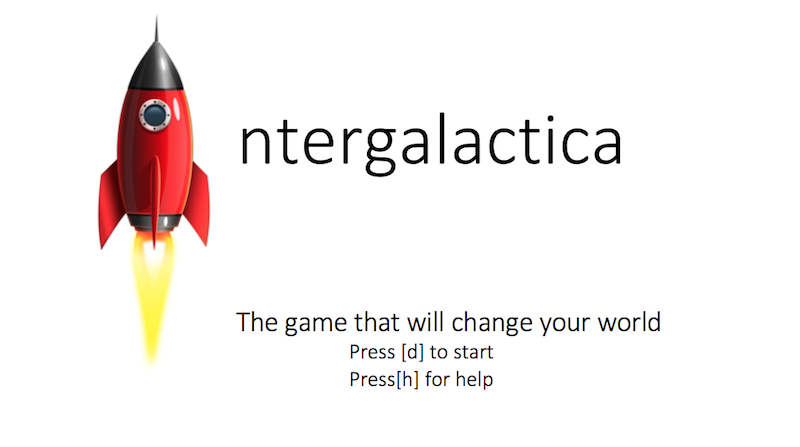 ntergalactica
The game that will change your world
Press [d] to start
Press[h] for help